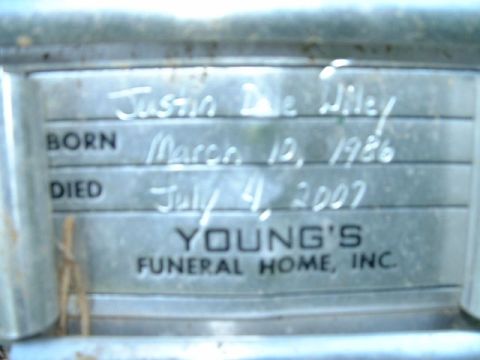 Justin Dale Wiley
BORN March 10, 1986
DIED July 4, 2007
YOUNG'S
FUNERAL HOME, INC.